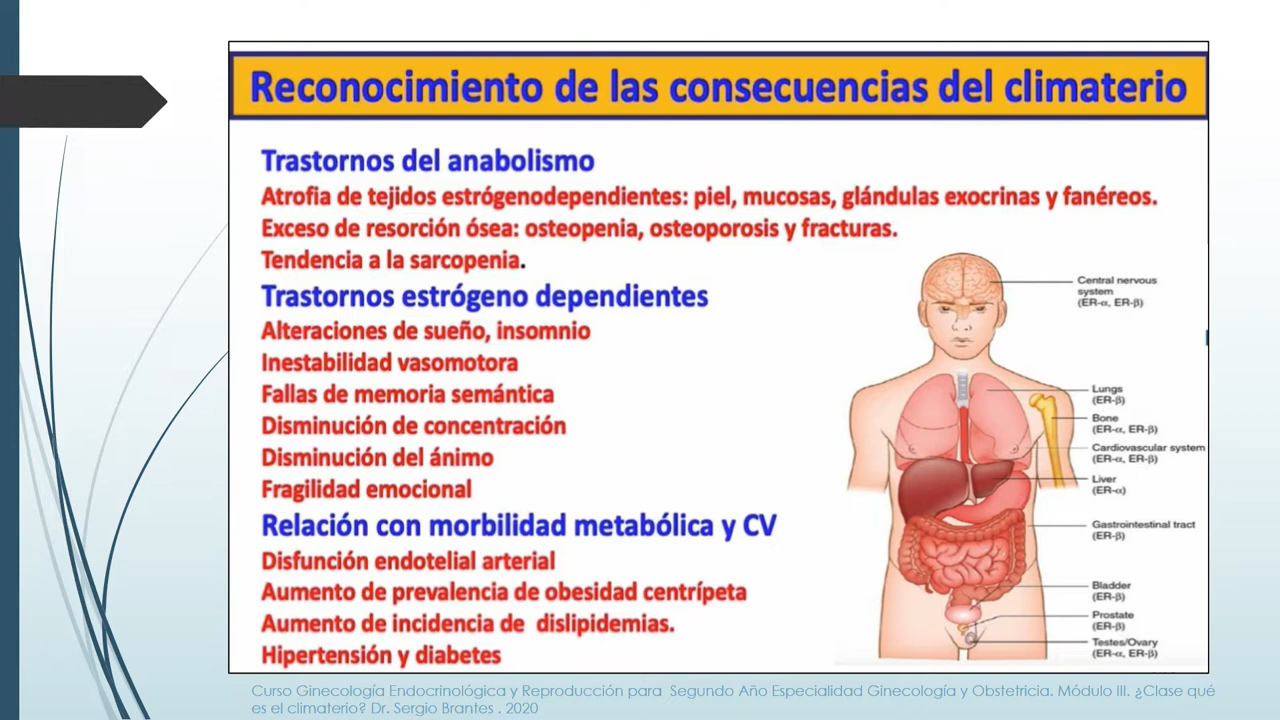 Reconocimiento de las consecuencias del climaterio
Trastornos del anabolismo
Atrofia de tejidos estrógenodependientes: piel, mucosas, glándulas exocrinas y fanéreos.
Exceso de resorción ósea: osteopenia, osteoporosis y fracturas.
Tendencia a la sarcopenia.
Trastornos estrógeno dependientes
Alteraciones de sueño, insomnio
Inestabilidad vasomotora
Fallas de memoria semántica
Disminución de concentración
Disminución del ánimo
Fragilidad emocional
Relación con morbilidad metabólica y CV
Disfunción endotelial arterial
Aumento de prevalencia de obesidad centrípeta
Aumento de incidencia de dislipidemias.
Hipertensión y diabetes
Central nervous
system
(ER-α, ER-β)
Lungs
(ER-β)
Bone
(ER-α, ER-β)
Cardiovascular system
(ER-α, ER-β)
Liver
(ER-α)
Gastrointestinal tract
(ER-β)
Bladder
(ER-β)
Prostate
(ER-β)
Testes/Ovary
(ER-α, ER-β)
Curso Ginecología Endocrinológica y Reproducción para Segundo Año Especialidad Ginecología y Obstetricia. Módulo III. ¿Clase qué
es el climaterio? Dr. Sergio Brantes . 2020